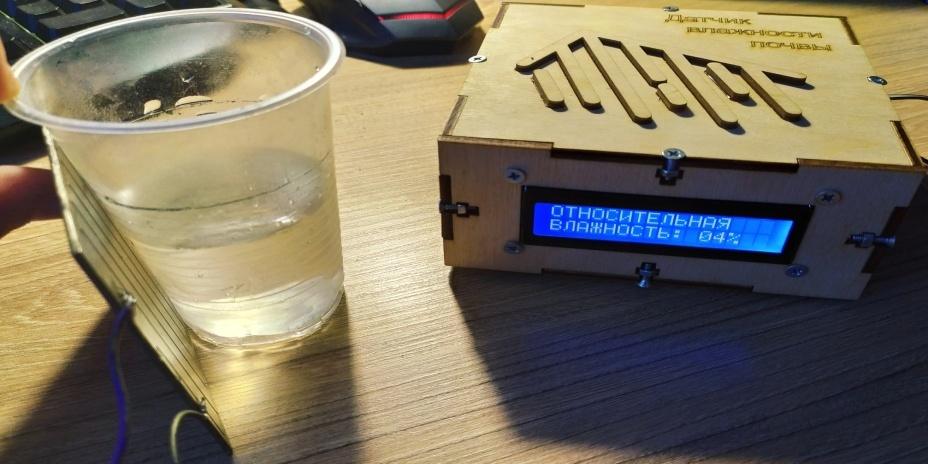 Датчик
влажности
почвы
ОТНОСИТЕЛЬНАЯ
ВЛАЖНОСТЬ: 04%